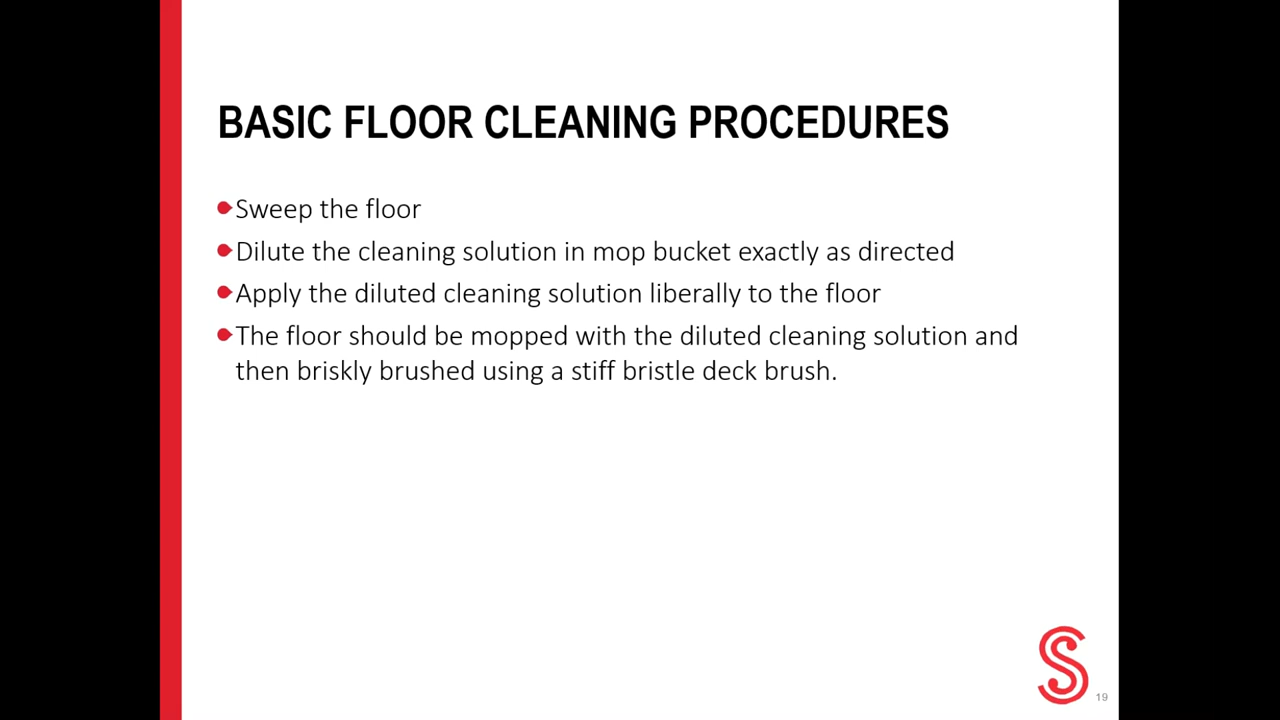 BASIC FLOOR CLEANING PROCEDURES
Sweep the floor
Dilute the cleaning solution in mop bucket exactly as directed
Apply the diluted cleaning solution liberally to the floor
The floor should be mopped with the diluted cleaning solution and
then briskly brushed using a stiff bristle deck brush.
S
19